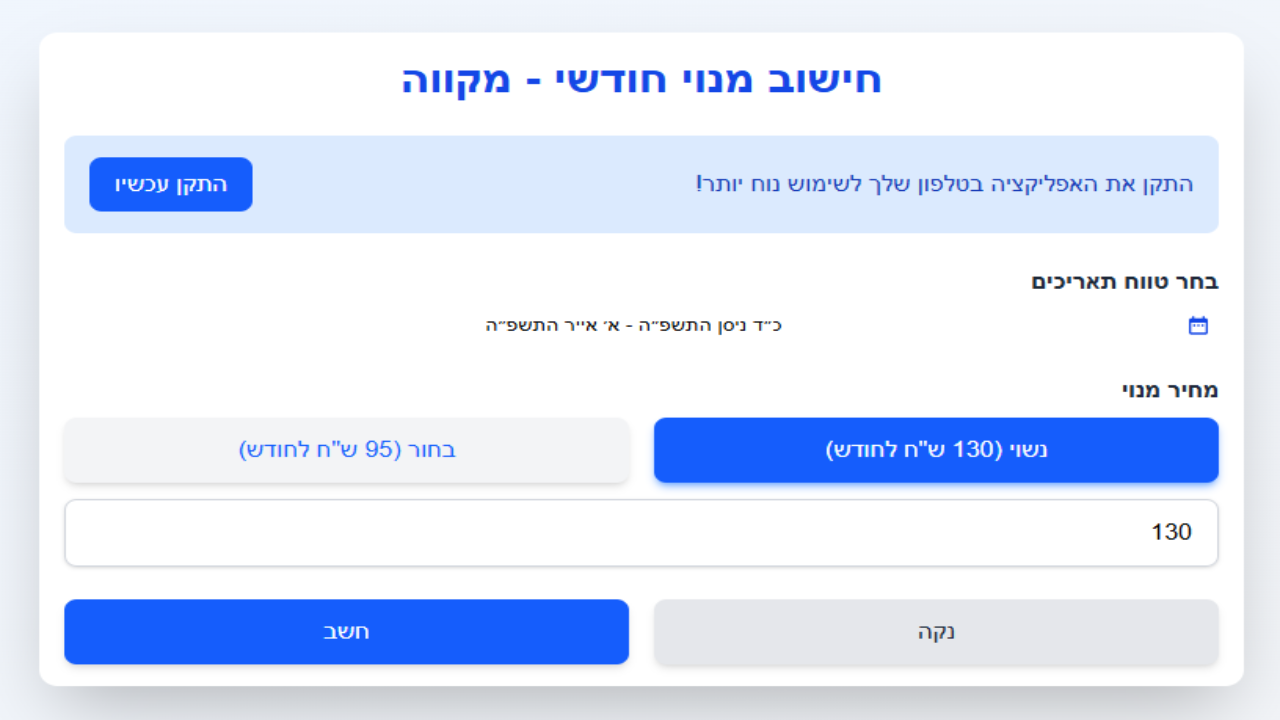 חישוב מנוי חודשי - מקווה
התקן את האפליקציה בטלפון שלך לשימוש נוח יותר!
התקן עכשיו
בחר טווח תאריכים
כ״ד ניסן התשפ״ה - א׳ אייר התשפ״ה
מחיר מנוי
נשוי (130 ש"ח לחודש)
בחור (95 ש"ח לחודש)
130
נקה
חשב